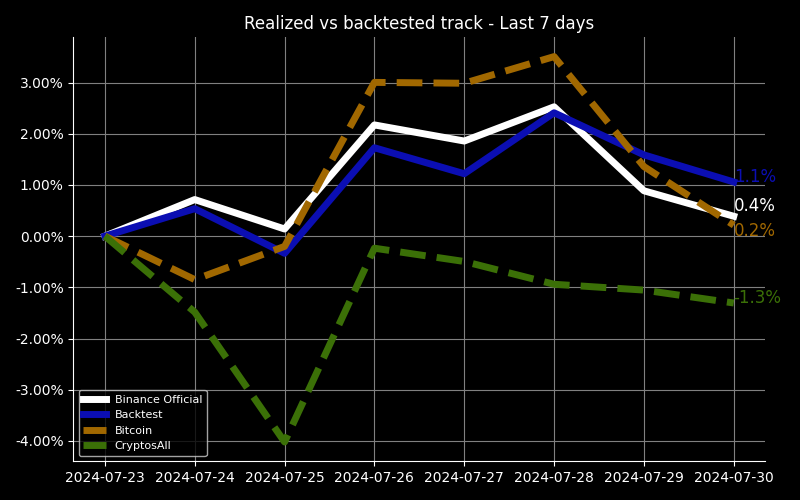 Realized vs backtested track - Last 7 days
3.00%
2.00%
1.00%
0.00%
-1.00%
-2.00%
-3.00%
-4.00%
1.1%
0.4%
0.2%
-1.3%
Binance Official
Backtest
Bitcoin
CryptosAll
2024-07-23 2024-07-24 2024-07-25 2024-07-26 2024-07-27 2024-07-28 2024-07-29 2024-07-30